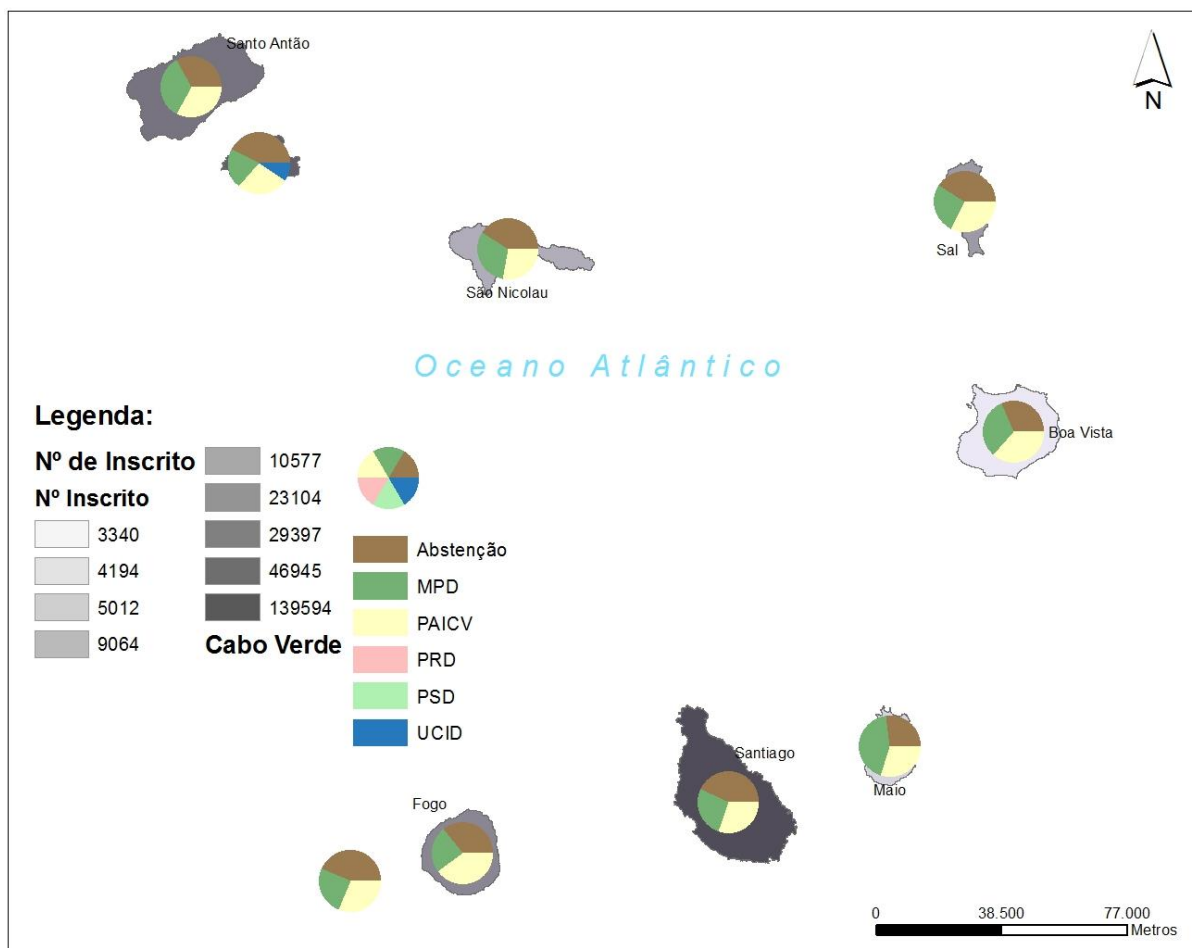 Santo Antão
N
Sal
São Nicolau
Oceano Atlântico
Boa Vista
Legenda:
Nº de Inscrito
Nº Inscrito
3340
4194
5012
9064
10577
23104
29397
46945
139594
Cabo Verde
Abstenção
MPD
PAICV
PRD
PSD
UCID
Santiago
Maio
Fogo
0 38.500 77.000
Metros